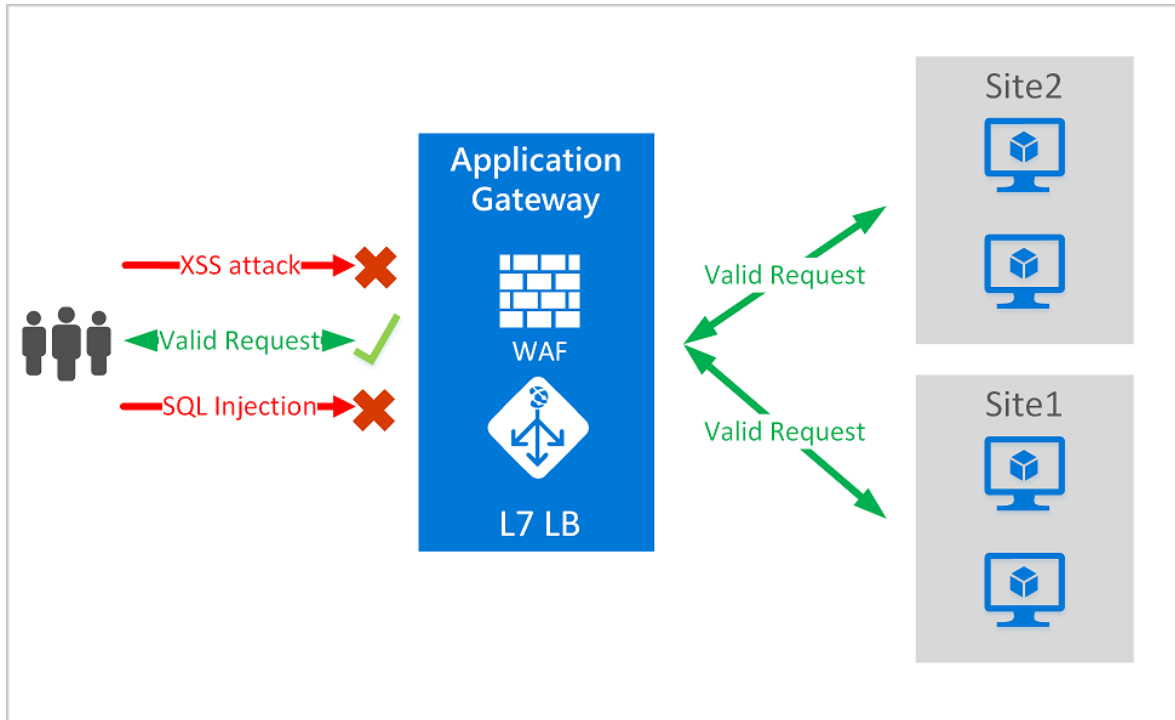 Application
Gateway
WAF
L7 LB
XSS attack
Valid Request
SQL Injection
Valid Request
Valid Request
Site2
Site1